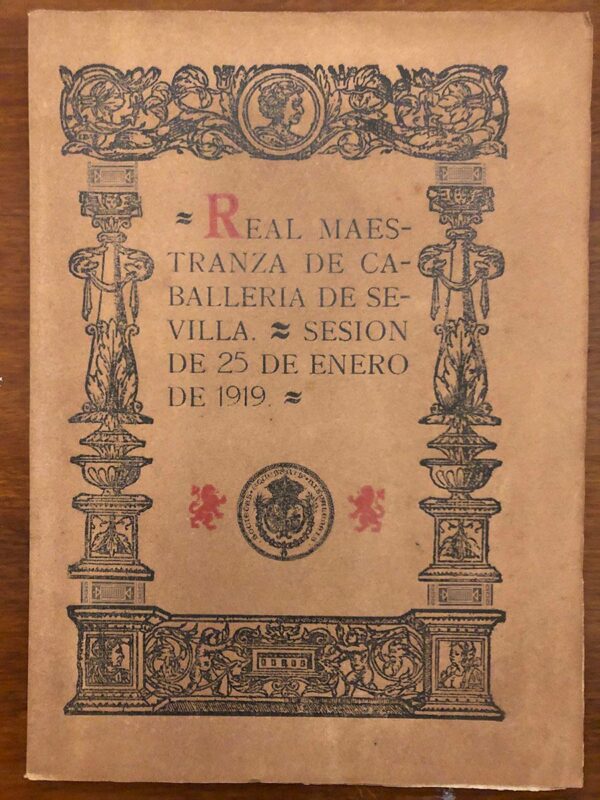 REAL MAES-
TRANZA DE CA-
BALLERIA DE SE-
VILLA. SESION
DE 25 DE ENERO
DE 1919.